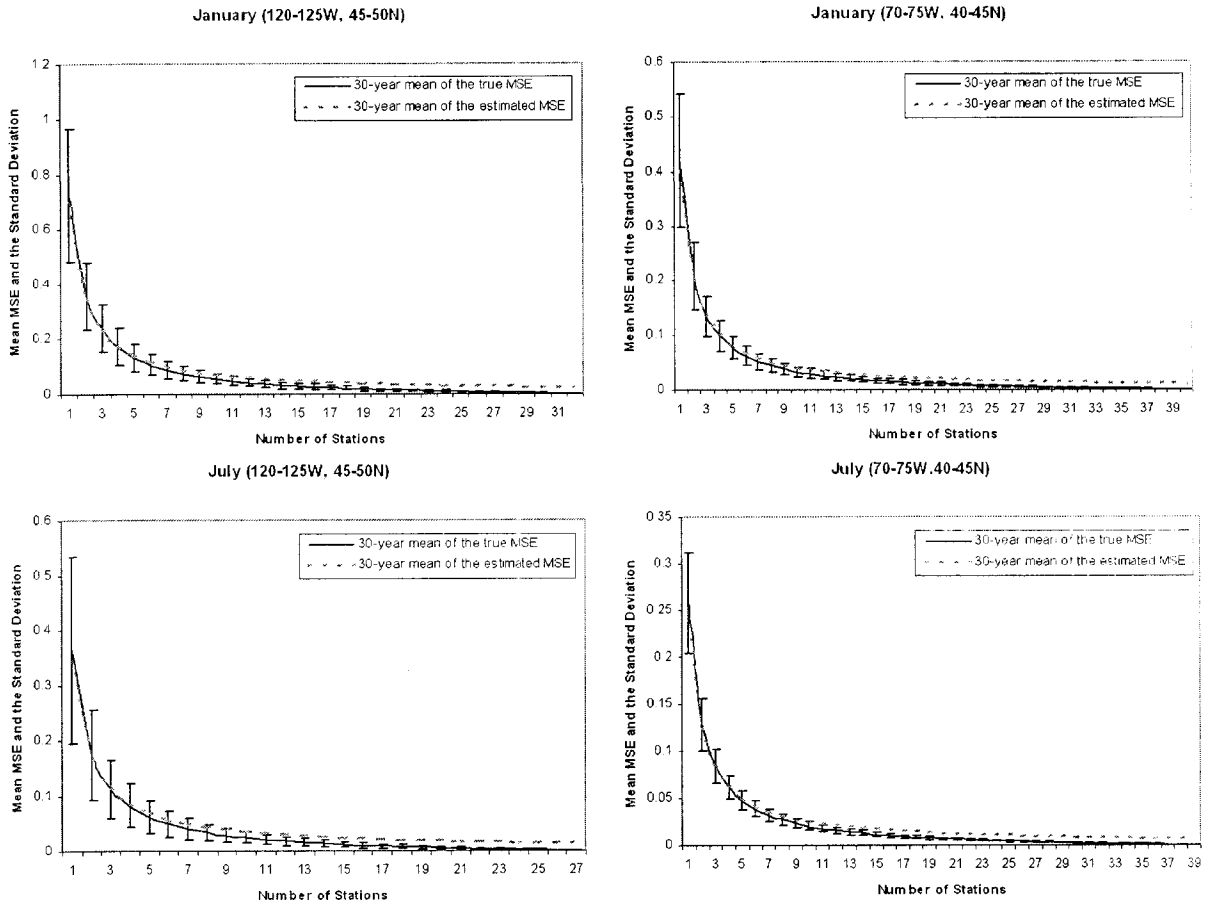 January (120-125W, 45-50N)
Mean MSE and the Standard Deviation
1.2
1
0.8
0.6
0.4
0.2
0
30-year mean of the true MSE
30-year mean of the estimated MSE
1 3 5 7 9 11 13 15 17 19 21 23 25 27 29 31
Number of Stations
January (70-75W, 40-45N)
Mean MSE and the Standard Deviation
0.6
0.5
0.4
0.3
0.2
0.1
0
30-year mean of the true MSE
30-year mean of the estimated MSE
1 3 5 7 9 11 13 15 17 19 21 23 25 27 29 31 33 35 37 39
Number of Stations
July (120-125W, 45-50N)
Mean MSE and the Standard Deviation
0.6
0.5
0.4
0.3
0.2
0.1
0
30-year mean of the true MSE
30-year mean of the estimated MSE
1 3 5 7 9 11 13 15 17 19 21 23 25 27
Number of Stations
July (70-75W.40-45N)
Mean MSE and the Standard Deviation
0.35
0.3
0.25
0.2
0.15
0.1
0.05
0
30-year mean of the true MSE
30-year mean of the estimated MSE
1 3 5 7 9 11 13 15 17 19 21 23 25 27 29 31 33 35 37 39
Number of Stations